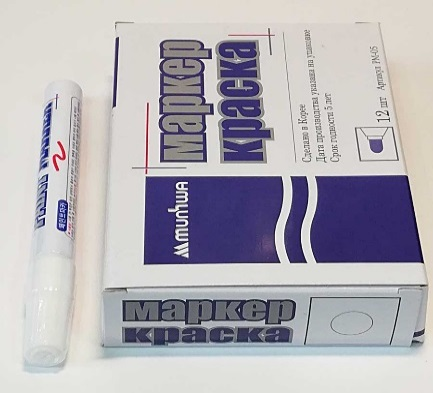 маркер
краска
Сделано в Корее
Дата производства указана на упаковке
Срок годности 5 лет
12 шт Артикул PM-05
MUNHWA
маркер
краска